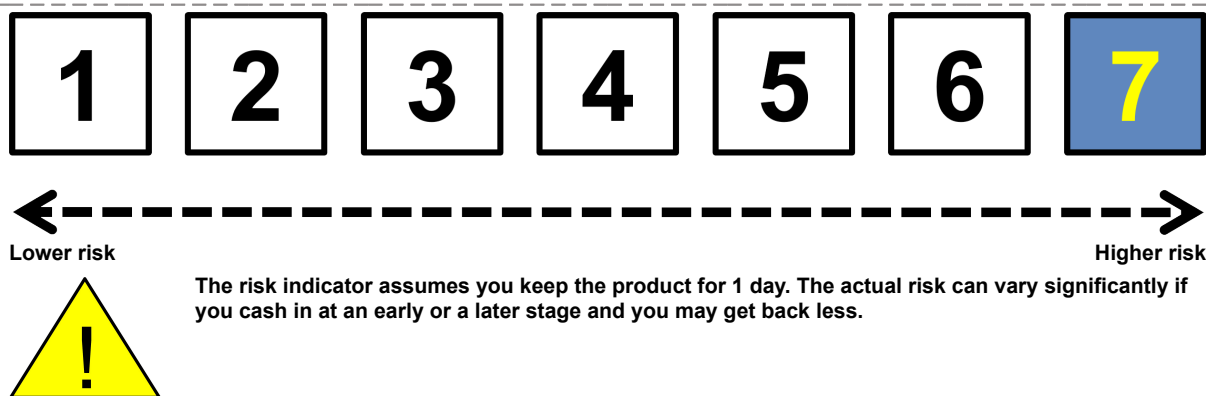 1 2 3 4 5 6 7
Lower risk Higher risk
The risk indicator assumes you keep the product for 1 day. The actual risk can vary significantly if
you cash in at an early or a later stage and you may get back less.
!